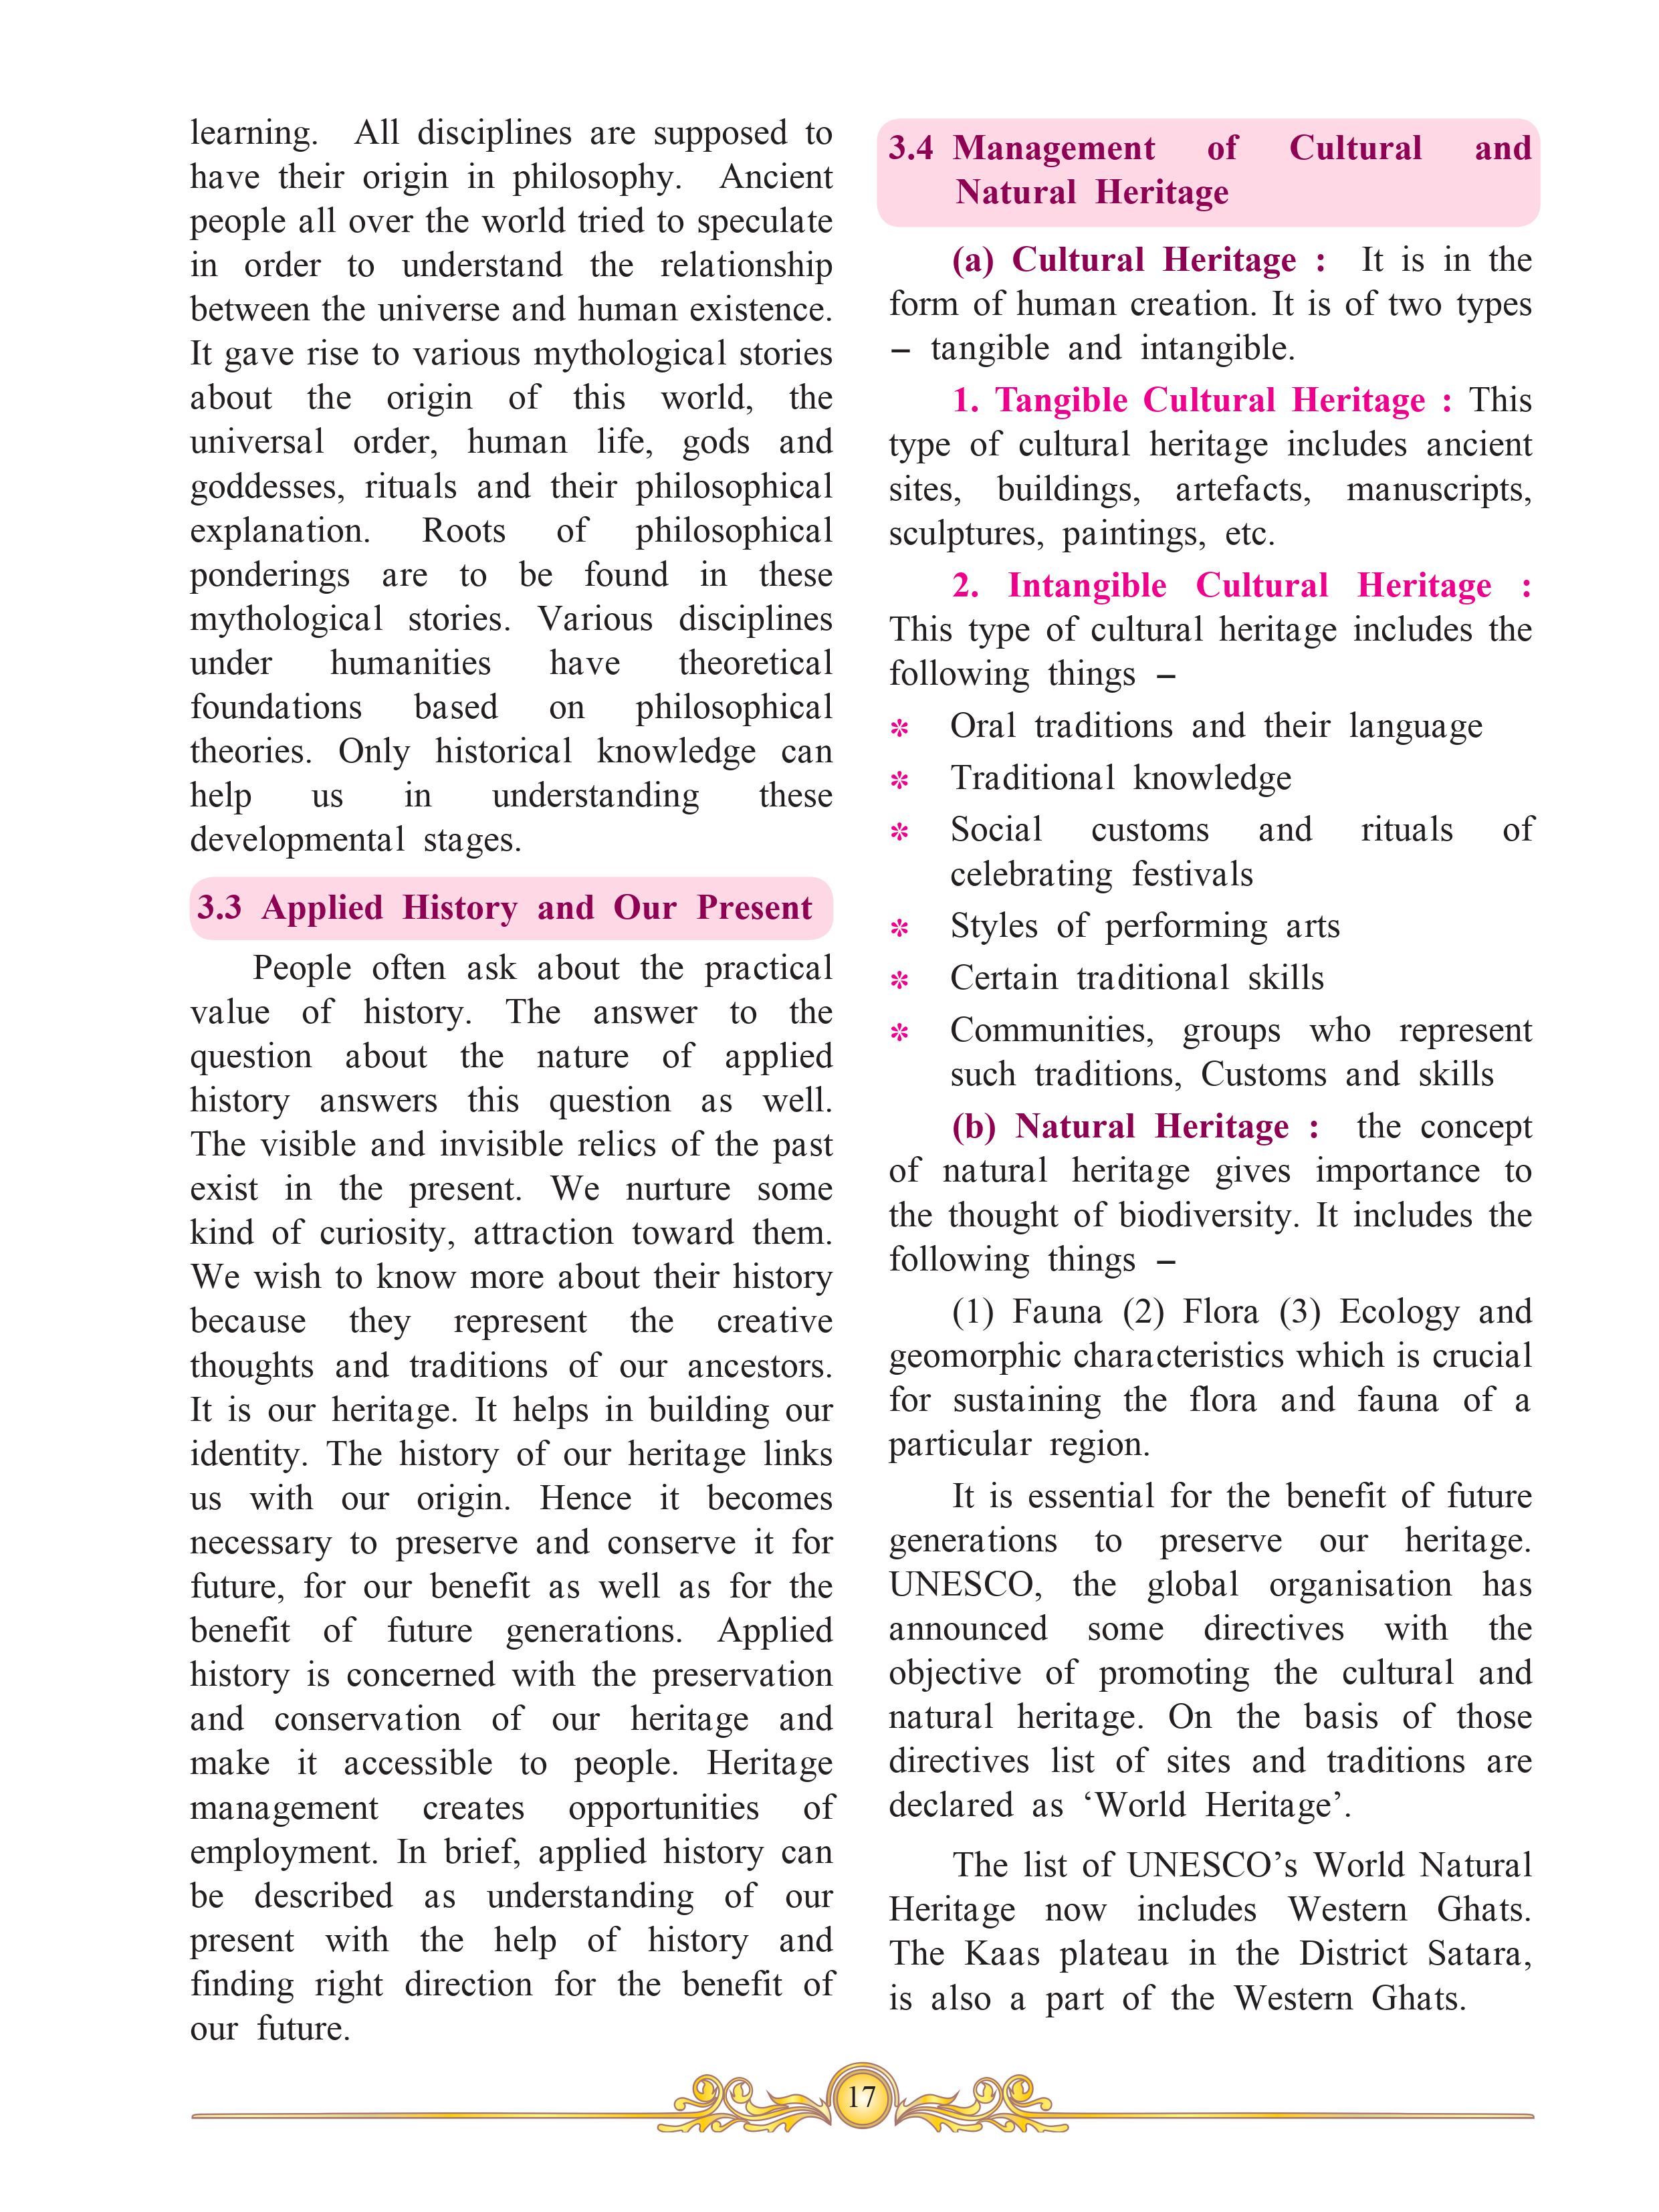 learning. All disciplines are supposed to
have their origin in philosophy. Ancient
people all over the world tried to speculate
in order to understand the relationship
between the universe and human existence.
It gave rise to various mythological stories
about the origin of this world, the
universal order, human life, gods and
goddesses, rituals and their philosophical
explanation. Roots of philosophical
ponderings are to be found in these
mythological stories. Various disciplines
under humanities have theoretical
foundations based on philosophical
theories. Only historical knowledge can
help us in understanding these
developmental stages.
3.3 Applied History and Our Present
People often ask about the practical
value of history. The answer to the
question about the nature of applied
history answers this question as well.
The visible and invisible relics of the past
exist in the present. We nurture some
kind of curiosity, attraction toward them.
We wish to know more about their history
because they represent the creative
thoughts and traditions of our ancestors.
It is our heritage. It helps in building our
identity. The history of our heritage links
us with our origin. Hence it becomes
necessary to preserve and conserve it for
future, for our benefit as well as for the
benefit of future generations. Applied
history is concerned with the preservation
and conservation of our heritage and
make it accessible to people. Heritage
management creates opportunities of
employment. In brief, applied history can
be described as understanding of our
present with the help of history and
finding right direction for the benefit of
our future.
3.4 Management of Cultural and
Natural Heritage
(a) Cultural Heritage : It is in the
form of human creation. It is of two types
– tangible and intangible.
1. Tangible Cultural Heritage : This
type of cultural heritage includes ancient
sites, buildings, artefacts, manuscripts,
sculptures, paintings, etc.
2. Intangible Cultural Heritage :
This type of cultural heritage includes the
following things –
* Oral traditions and their language
* Traditional knowledge
* Social customs and rituals of
celebrating festivals
* Styles of performing arts
* Certain traditional skills
* Communities, groups who represent
such traditions, Customs and skills
(b) Natural Heritage : the concept
of natural heritage gives importance to
the thought of biodiversity. It includes the
following things –
(1) Fauna (2) Flora (3) Ecology and
geomorphic characteristics which is crucial
for sustaining the flora and fauna of a
particular region.
It is essential for the benefit of future
generations to preserve our heritage.
UNESCO, the global organisation has
announced some directives with the
objective of promoting the cultural and
natural heritage. On the basis of those
directives list of sites and traditions are
declared as ‘World Heritage’.
The list of UNESCO’s World Natural
Heritage now includes Western Ghats.
The Kaas plateau in the District Satara,
is also a part of the Western Ghats.
17